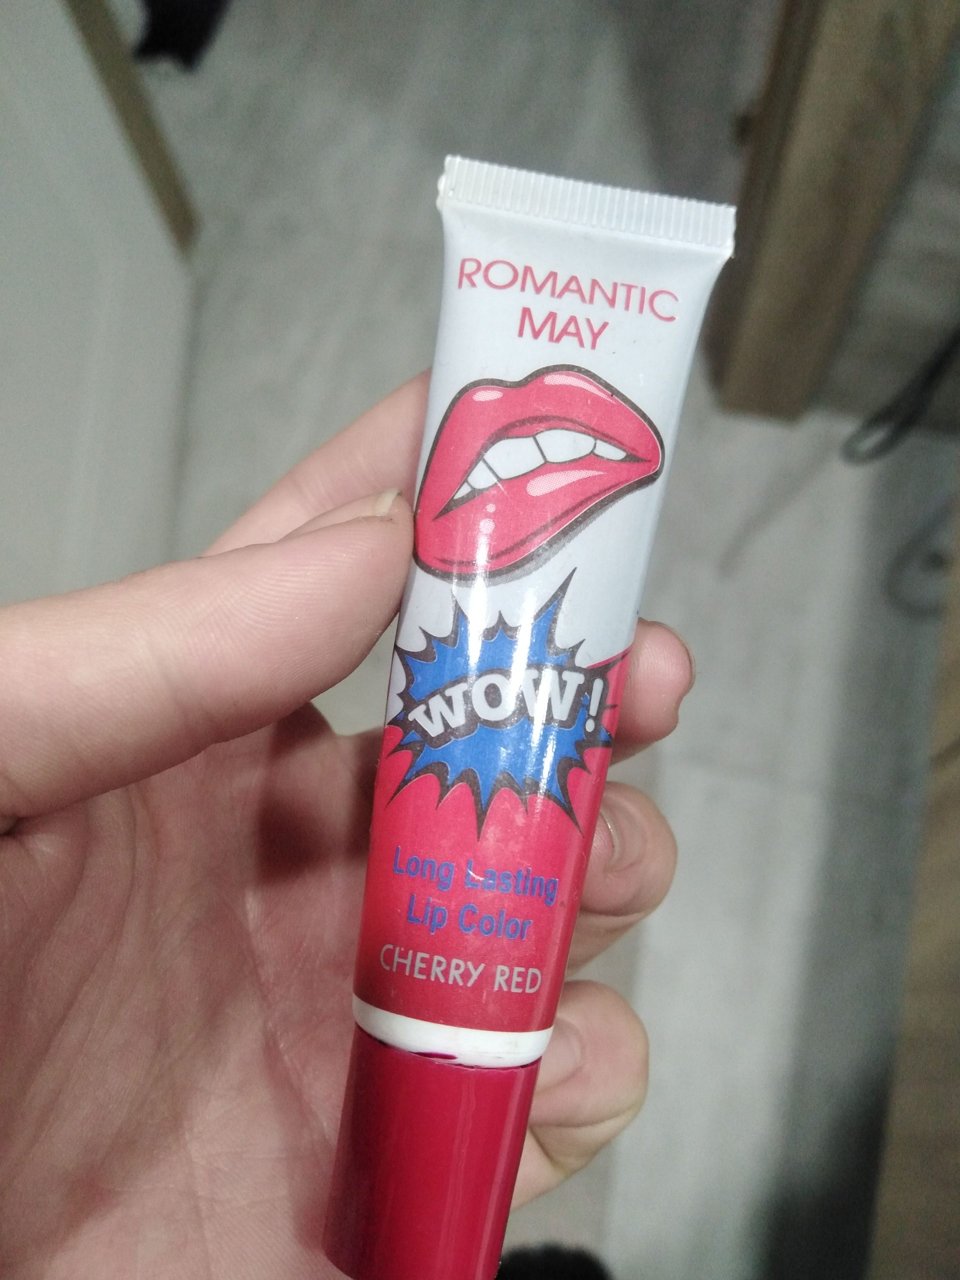 ROMANTIC
MAY
WOW!
Long Lasting
Lip Color
CHERRY RED